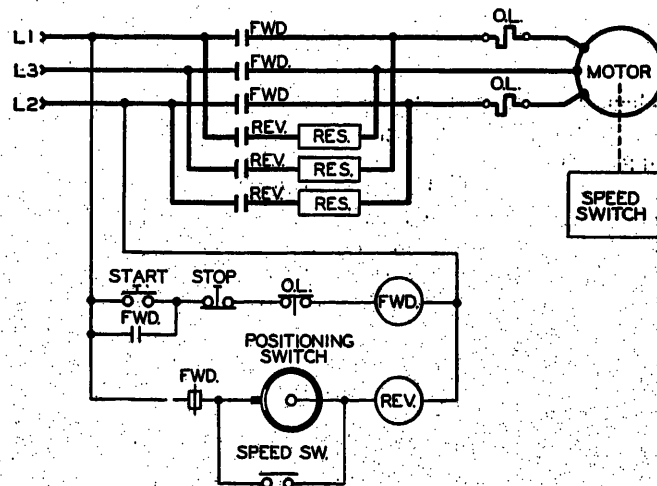 O.L.
L1
FWD
L3
FWD.
MOTOR
O.L.
L2
FWD
REV.
RES.
REV.
RES.
REV.
RES.
SPEED
SWITCH
START
STOP
O.L.
FWD.
FWD.
POSITIONING
SWITCH
FWD.
REV.
SPEED SW.